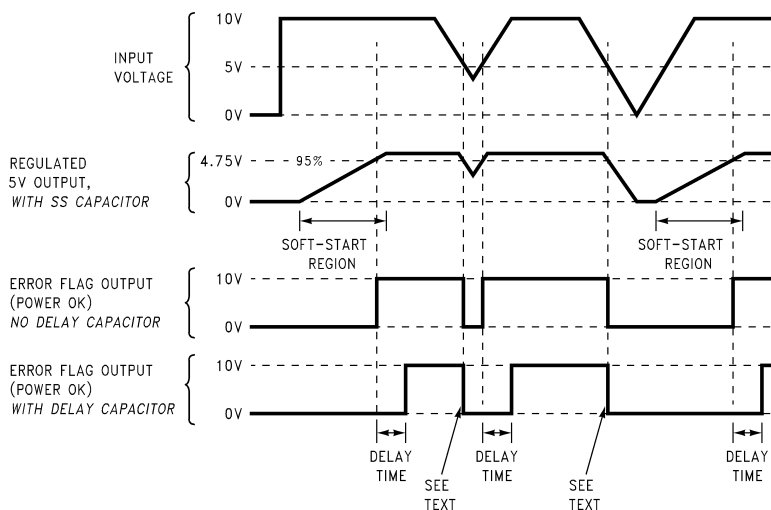 10V
INPUT
VOLTAGE
5V
0V
REGULATED
5V OUTPUT,
WITH SS CAPACITOR
4.75V
95%
0V
SOFT-START
REGION
SOFT-START
REGION
ERROR FLAG OUTPUT
(POWER OK)
NO DELAY CAPACITOR
10V
0V
ERROR FLAG OUTPUT
(POWER OK)
WITH DELAY CAPACITOR
10V
0V
DELAY
TIME
SEE
TEXT
DELAY
TIME
SEE
TEXT
DELAY
TIME